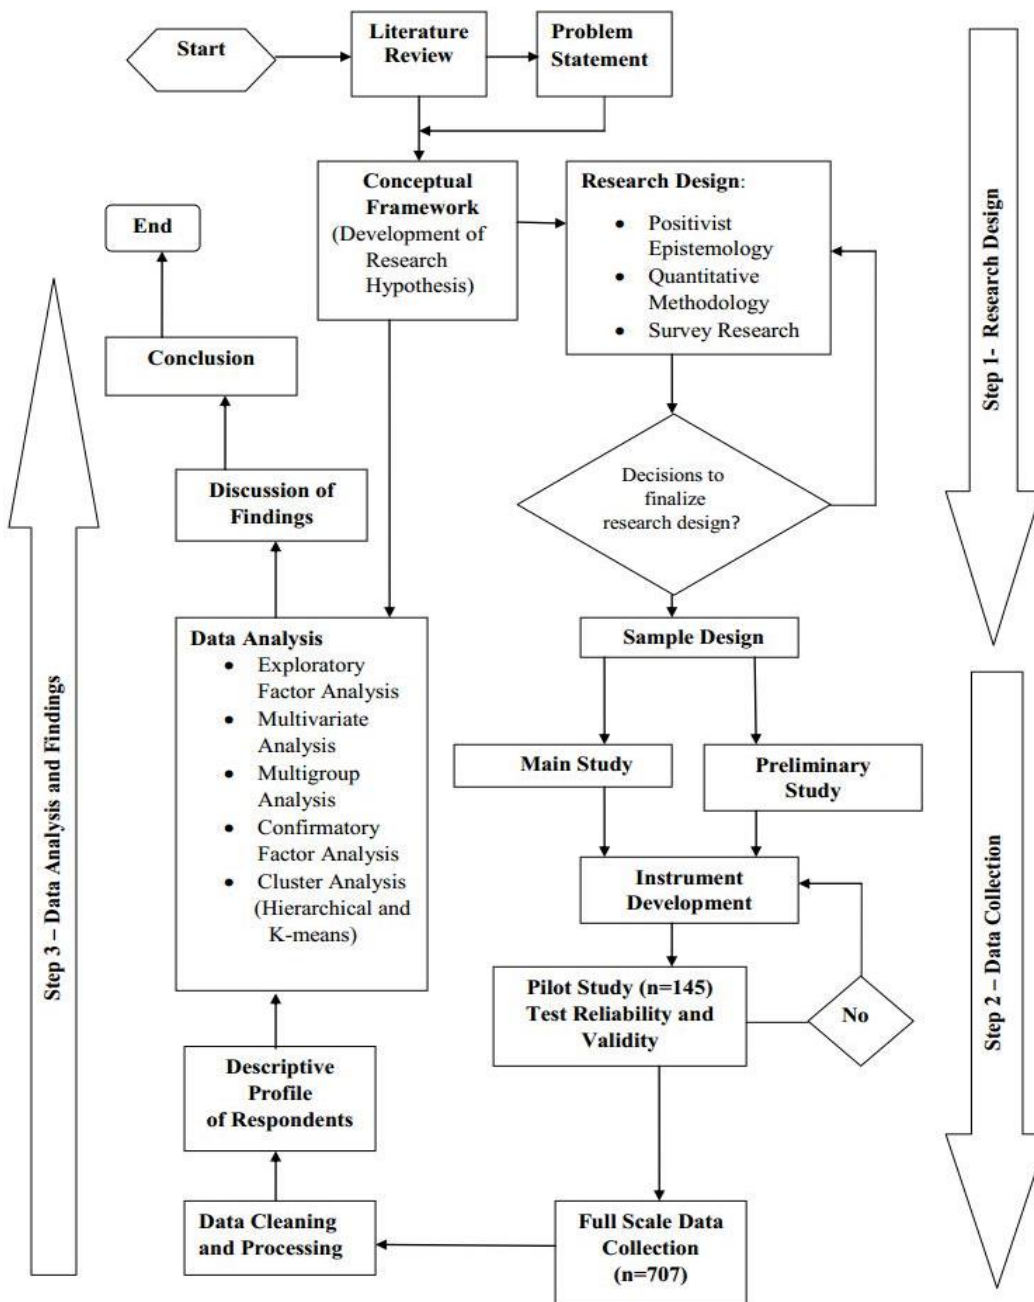 Start
Literature
Review
Problem
Statement
Conceptual
Framework
(Development of
Research
Hypothesis)
Research Design:
• Positivist
Epistemology
• Quantitative
Methodology
• Survey Research
Step 1- Research Design
End
Conclusion
Discussion of
Findings
Decisions to
finalize
research design?
Sample Design
Main Study
Preliminary
Study
Instrument
Development
Pilot Study (n=145)
Test Reliability and
Validity
No
Step 2 – Data Collection
Full Scale Data
Collection
(n=707)
Data Cleaning
and Processing
Descriptive
Profile
of Respondents
Data Analysis
• Exploratory
Factor Analysis
• Multivariate
Analysis
• Multigroup
Analysis
• Confirmatory
Factor Analysis
• Cluster Analysis
(Hierarchical and
K-means)
Step 3 – Data Analysis and Findings